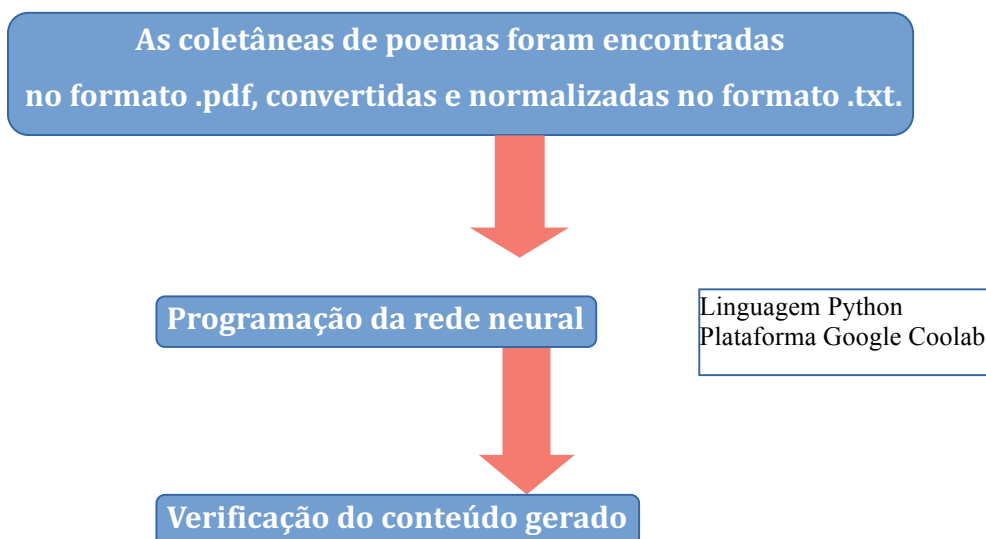 As coletâneas de poemas foram encontradas
no formato .pdf, convertidas e normalizadas no formato .txt.
Programação da rede neural
Linguagem Python
Plataforma Google Coolab
Verificação do conteúdo gerado